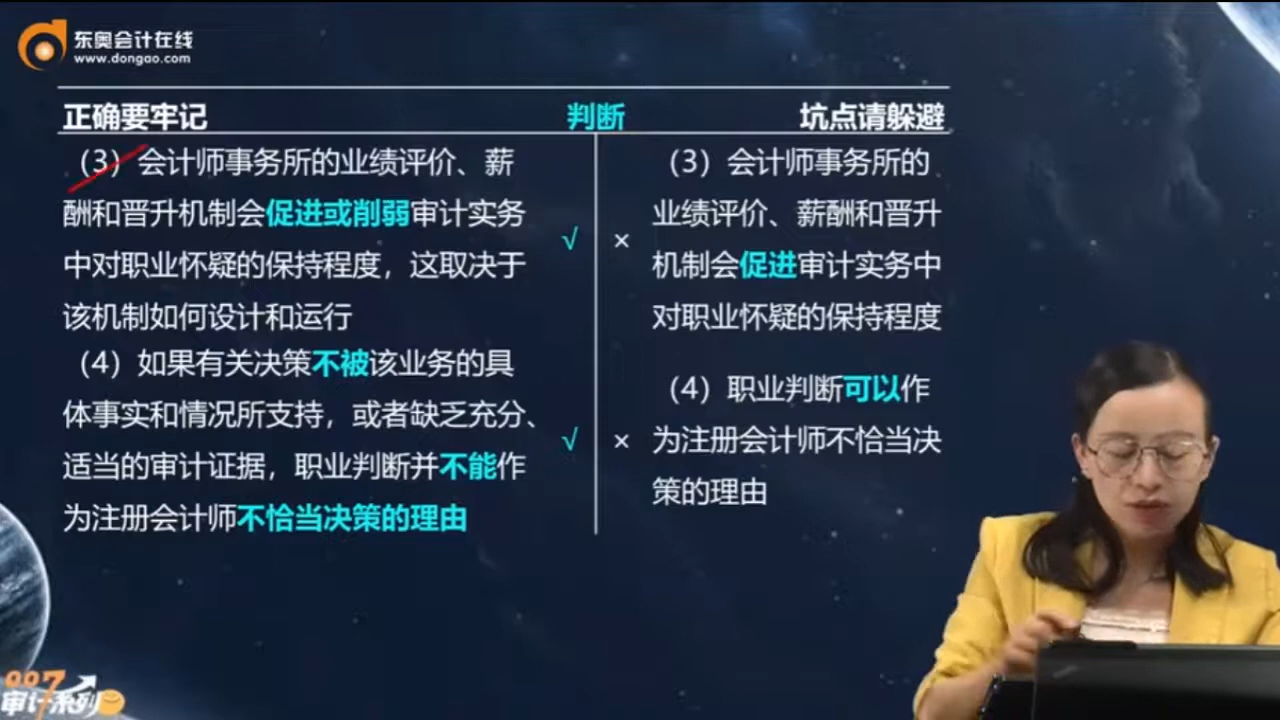 东奥会计在线
www.dongao.com
正确要牢记 判断 坑点请躲避
（3）会计师事务所的业绩评价、薪
酬和晋升机制会促进或削弱审计实务
中对职业怀疑的保持程度，这取决于
该机制如何设计和运行
√
（4）如果有关决策不被该业务的具
体事实和情况所支持，或者缺乏充分、
适当的审计证据，职业判断并不能作
为注册会计师不恰当决策的理由
√
（3）会计师事务所的
业绩评价、薪酬和晋升
机制会促进审计实务中
对职业怀疑的保持程度
×
（4）职业判断可以作
为注册会计师不恰当决
策的理由
×
997
审计系列